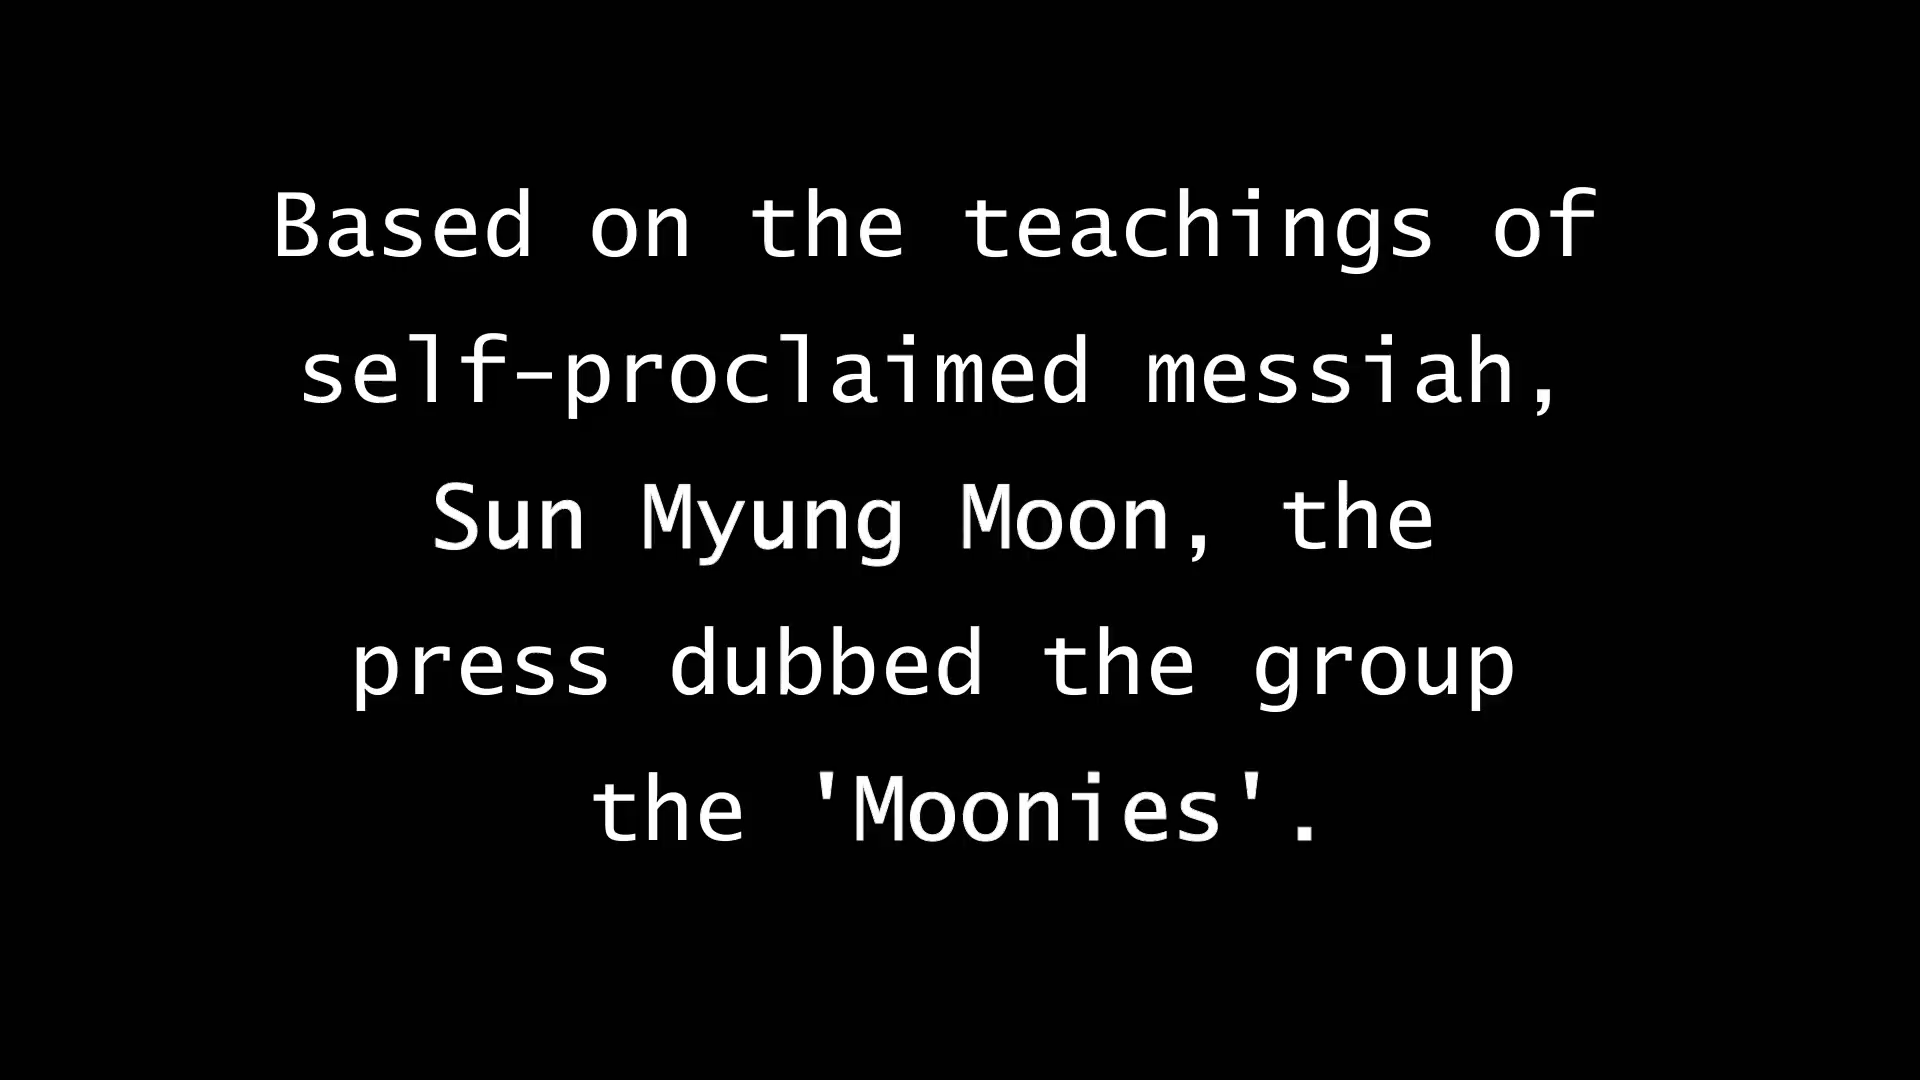 Based on the teachings of
self-proclaimed messiah,
Sun Myung Moon, the
press dubbed the group
the 'Moonies'.